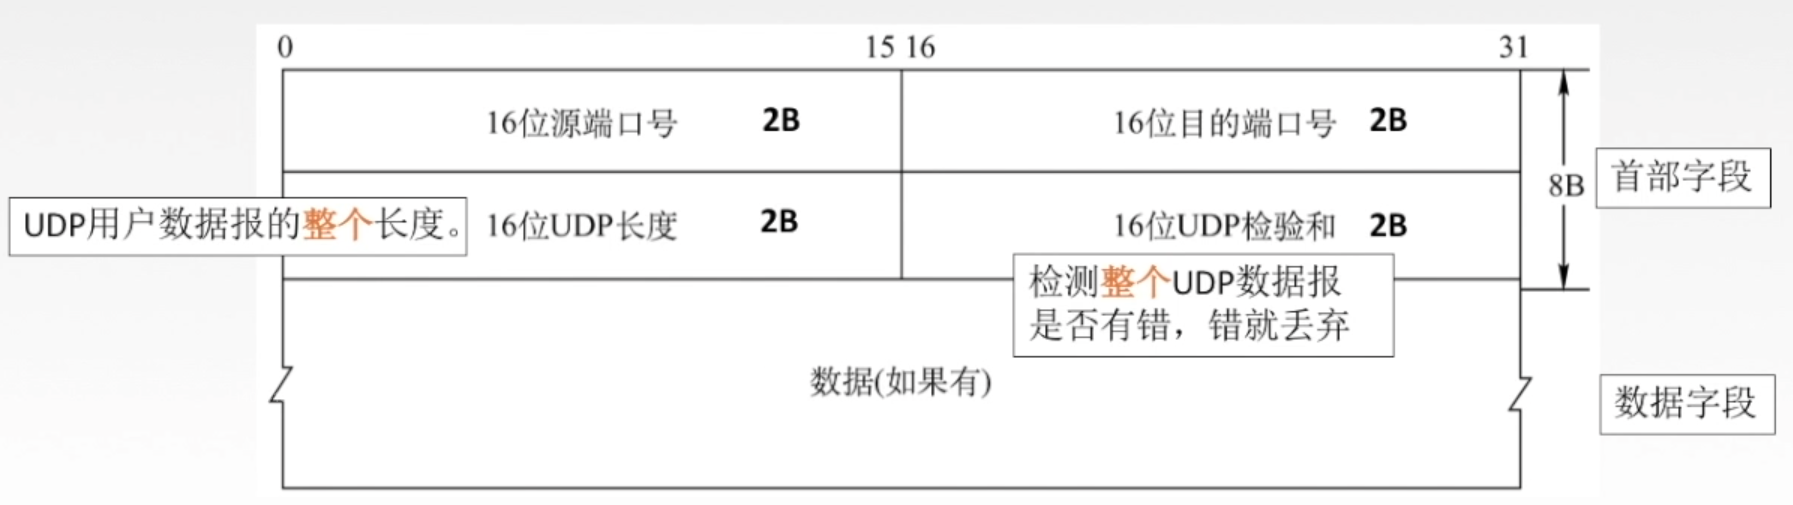 0 15 16 31
16位源端口号 2B 16位目的端口号 2B
8B 首部字段
UDP用户数据报的整个长度。 16位UDP长度 2B 16位UDP检验和 2B
检测整个UDP数据报
是否有错，错就丢弃
数据(如果有)
数据字段